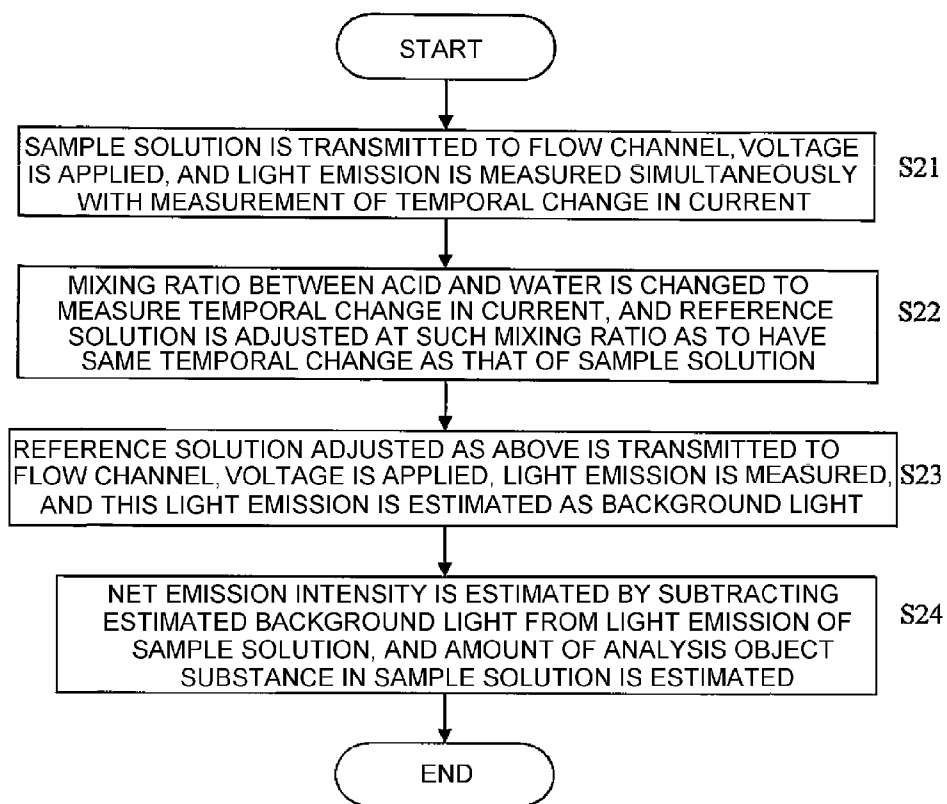 START
SAMPLE SOLUTION IS TRANSMITTED TO FLOW CHANNEL, VOLTAGE
IS APPLIED, AND LIGHT EMISSION IS MEASURED SIMULTANEOUSLY
WITH MEASUREMENT OF TEMPORAL CHANGE IN CURRENT
S21
MIXING RATIO BETWEEN ACID AND WATER IS CHANGED TO
MEASURE TEMPORAL CHANGE IN CURRENT, AND REFERENCE
SOLUTION IS ADJUSTED AT SUCH MIXING RATIO AS TO HAVE
SAME TEMPORAL CHANGE AS THAT OF SAMPLE SOLUTION
S22
REFERENCE SOLUTION ADJUSTED AS ABOVE IS TRANSMITTED TO
FLOW CHANNEL, VOLTAGE IS APPLIED, LIGHT EMISSION IS MEASURED,
AND THIS LIGHT EMISSION IS ESTIMATED AS BACKGROUND LIGHT
S23
NET EMISSION INTENSITY IS ESTIMATED BY SUBTRACTING
ESTIMATED BACKGROUND LIGHT FROM LIGHT EMISSION OF
SAMPLE SOLUTION, AND AMOUNT OF ANALYSIS OBJECT
SUBSTANCE IN SAMPLE SOLUTION IS ESTIMATED
S24
END